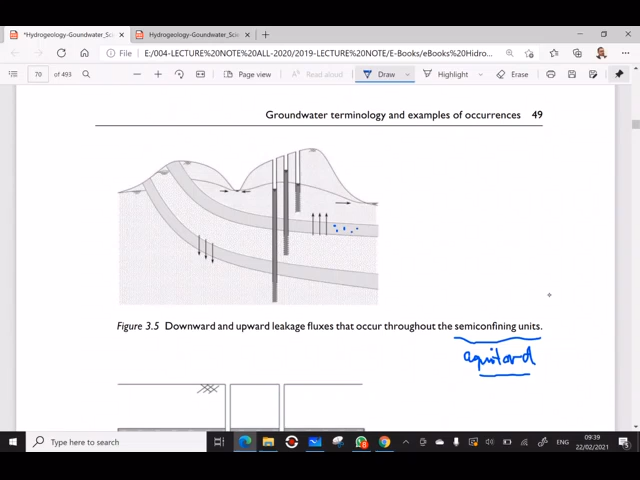 *Hydrogeology-Goundwater_Scie
Hydrogeology-Goundwater_Scie
File
E:/004-LECTURE%20NOTE%20ALL-2020/2019-LECTURE%20NOTE/E-Books/eBooks%20Hidro...
70 of 493
Page view
Read aloud
Draw
Highlight
Erase
Groundwater terminology and examples of occurrences 49
Figure 3.5 Downward and upward leakage fluxes that occur throughout the semiconfining units.
aquitard
Type here to search
ENG
09:39
22/02/2021